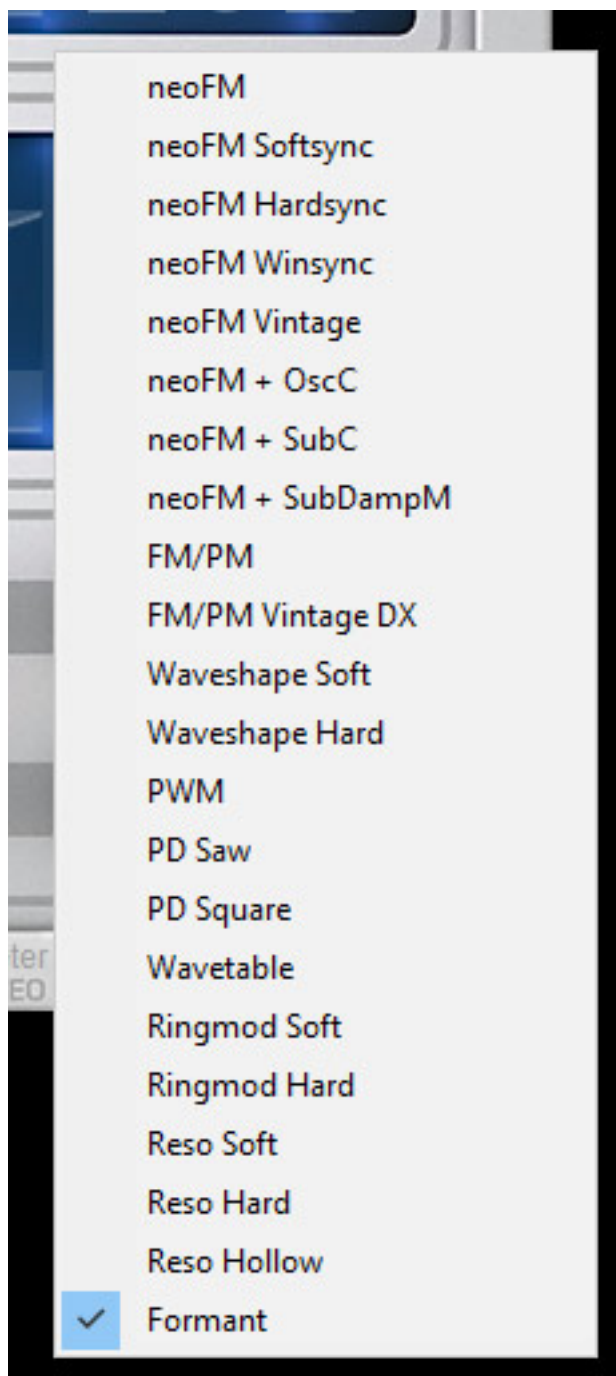 neoFM
neoFM Softsync
neoFM Hardsync
neoFM Winsync
neoFM Vintage
neoFM + OscC
neoFM + SubC
neoFM + SubDampM
FM/PM
FM/PM Vintage DX
Waveshape Soft
Waveshape Hard
PWM
PD Saw
PD Square
Wavetable
ter
EO
Ringmod Soft
Ringmod Hard
Reso Soft
Reso Hard
Reso Hollow
Formant